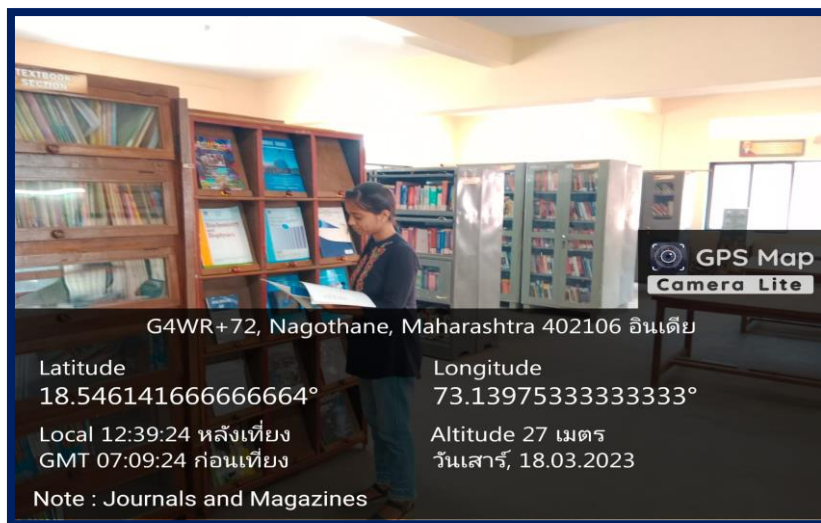 TEXTBOOK
SECTION
GPS Map
Camera Lite
G4WR+72, Nagothane, Maharashtra 402106 อินเดีย
Latitude
18.546141666666664°
Longitude
73.13975333333333°
Local 12:39:24 หลังเที่ยง
GMT 07:09:24 ก่อนเที่ยง
Altitude 27 เมตร
วันเสาร์, 18.03.2023
Note : Journals and Magazines